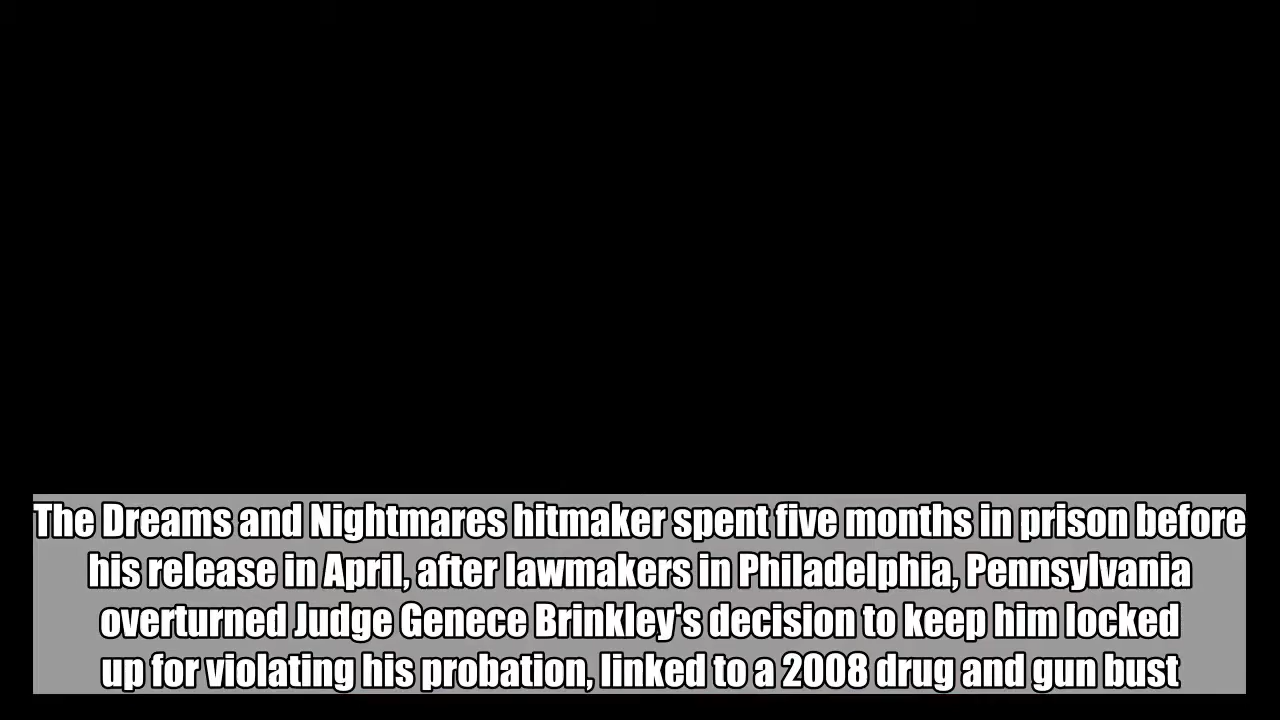 The Dreams and Nightmares hitmaker spent five months in prison before
his release in April, after lawmakers in Philadelphia, Pennsylvania
overturned Judge Genece Brinkley's decision to keep him locked
up for violating his probation, linked to a 2008 drug and gun bust